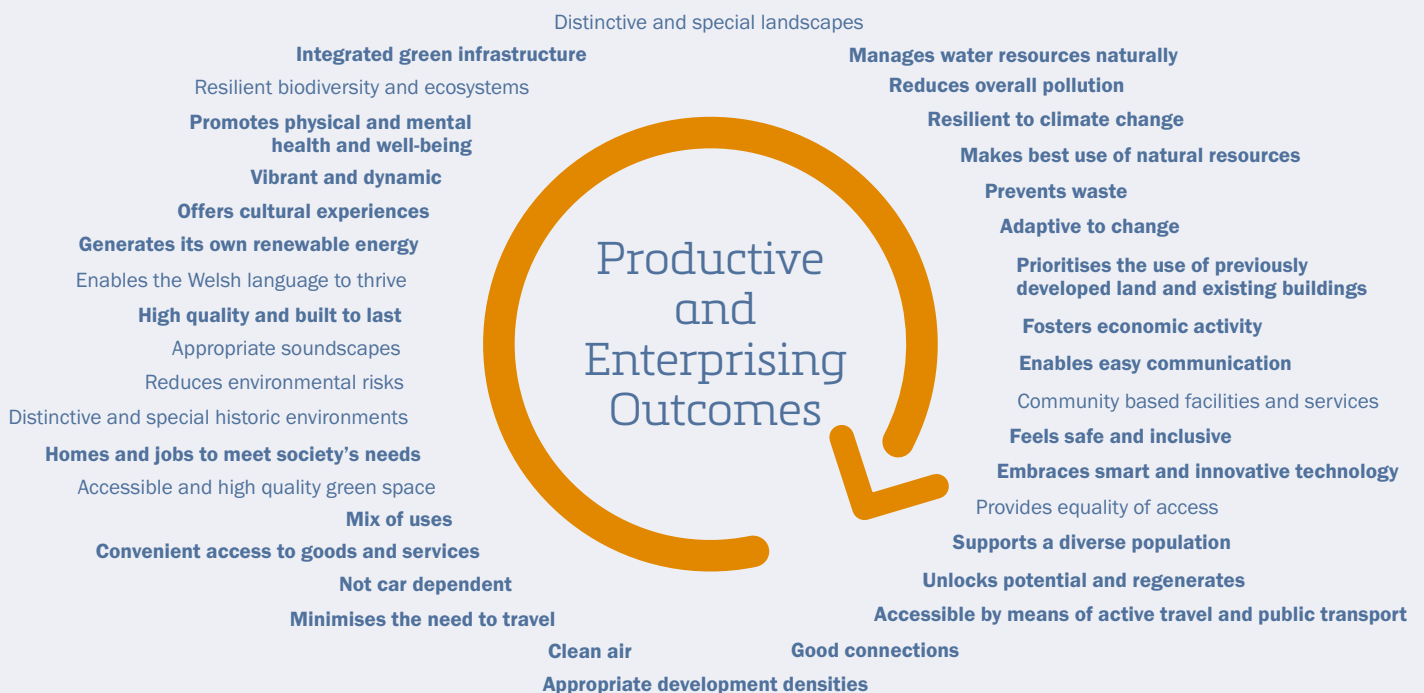 Distinctive and special landscapes
Integrated green infrastructure
Resilient biodiversity and ecosystems
Promotes physical and mental
health and well-being
Vibrant and dynamic
Offers cultural experiences
Generates its own renewable energy
Enables the Welsh language to thrive
High quality and built to last
Appropriate soundscapes
Reduces environmental risks
Distinctive and special historic environments
Homes and jobs to meet society's needs
Accessible and high quality green space
Mix of uses
Convenient access to goods and services
Not car dependent
Minimises the need to travel
Clean air
Appropriate development densities
Productive
and
Enterprising
Outcomes
Manages water resources naturally
Reduces overall pollution
Resilient to climate change
Makes best use of natural resources
Prevents waste
Adaptive to change
Prioritises the use of previously
developed land and existing buildings
Fosters economic activity
Enables easy communication
Community based facilities and services
Feels safe and inclusive
Embraces smart and innovative technology
Provides equality of access
Supports a diverse population
Unlocks potential and regenerates
Accessible by means of active travel and public transport
Good connections